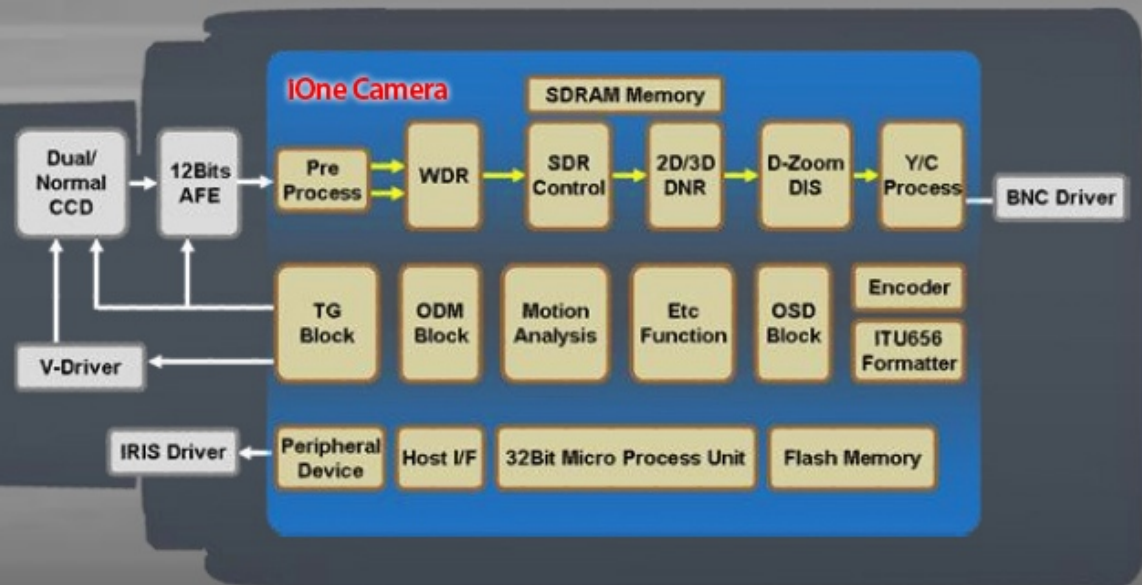 iOne Camera
SDRAM Memory
Dual/
Normal
CCD
12Bits
AFE
Pre
Process
WDR
SDR
Control
2D/3D
DNR
D-Zoom
DIS
Y/C
Process
BNC Driver
TG
Block
ODM
Block
Motion
Analysis
Etc
Function
OSD
Block
Encoder
ITU656
Formatter
V-Driver
IRIS Driver
Peripheral
Device
Host I/F
32Bit Micro Process Unit
Flash Memory